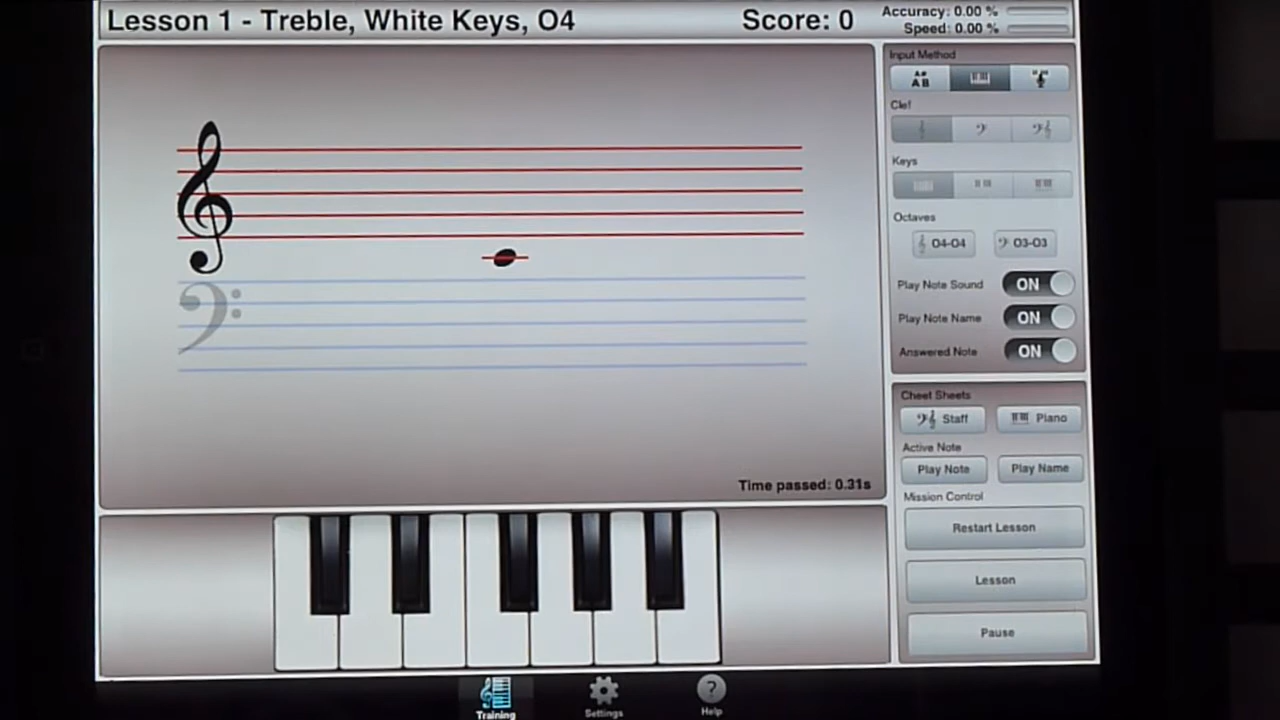 Lesson 1 - Treble, White Keys, O4
Score: 0
Accuracy: 0.00 %
Speed: 0.00 %
Input Method
A#
A B
Clef
Keys
Octaves
O4-O4
O3-O3
Play Note Sound
ON
Play Note Name
ON
Answered Note
ON
Cheet Sheets
Staff
Piano
Active Note
Play Note
Play Name
Mission Control
Restart Lesson
Lesson
Pause
Time passed: 0.31s
Training
Settings
?
Help